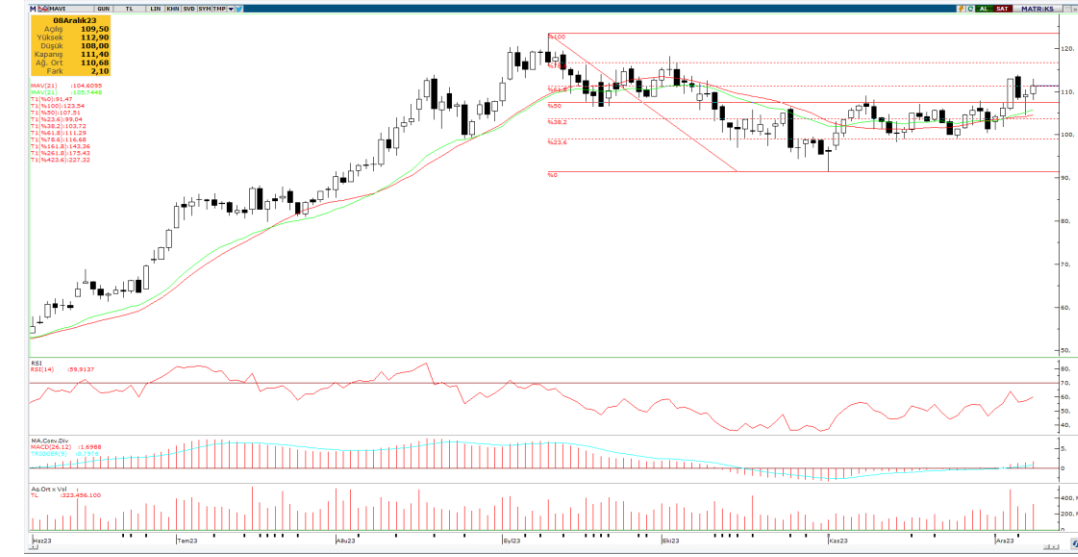 MAVE GUN TL LIN KHN SVD SYM TMP
AL SAT MATRiKS
08Aralık23
Açılış 109,50
Yüksek 112,90
Düşük 108,00
Kapanış 111,40
Ağ. Ort 110,68
Fark 2,10
MAV(21) :104.6095
MAV(21) :105.7448
T1(%0):91.47
T1(%100):123.54
T1(%50):107.51
T1(%23,6):99.04
T1(%38,2):103.72
T1(%61,8):111.29
T1(%78,6):116.68
T1(%161,8):143.36
T1(%261,8):175.43
T1(%423,6):227.32
%100
%61,8
%50
%38,2
%23,6
%0
120.
110.
100.
90.
80.
70.
60.
50.
RSI
RSI(14) :59.9137
80.
70.
60.
50.
40.
MA.Conv.Div
MACD(26,12) :1.6988
5.
0.
Ag.Ort x Vol
TL :323.456.100
400.
200.
0
Haz23 Tem23 Ağu23 Eyl23 Eki23 Kas23 Ara23